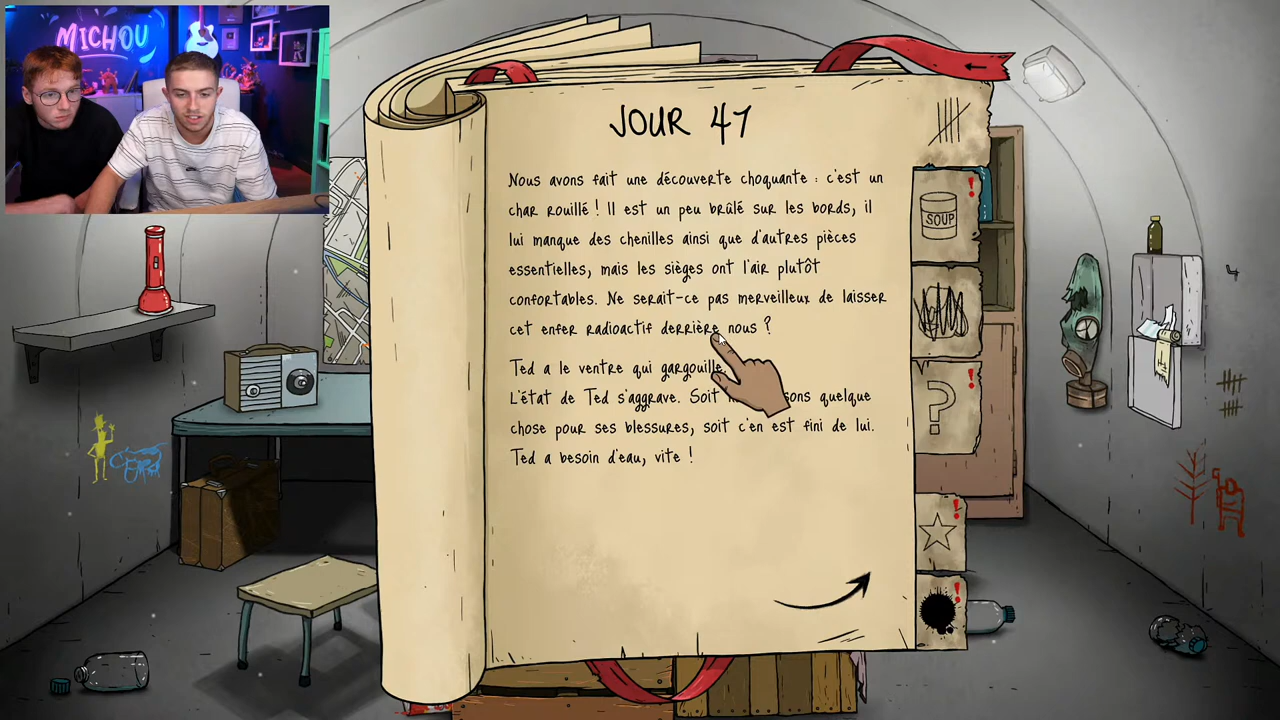 MICHOU
JOUR 47
Nous avons fait une découverte choquante : c'est un
char rouillé ! Il est un peu brûlé sur les bords, il
lui manque des chenilles ainsi que d'autres pièces
essentielles, mais les sièges ont l'air plutôt
confortables. Ne serait-ce pas merveilleux de laisser
cet enfer radioactif derrière nous ?
Ted a le ventre qui gargouille.
L'état de Ted s'aggrave. Soit sons quelque
chose pour ses blessures, soit c'en est fini de lui.
Ted a besoin d'eau, vite !
SOUP
!
?
!
!
!